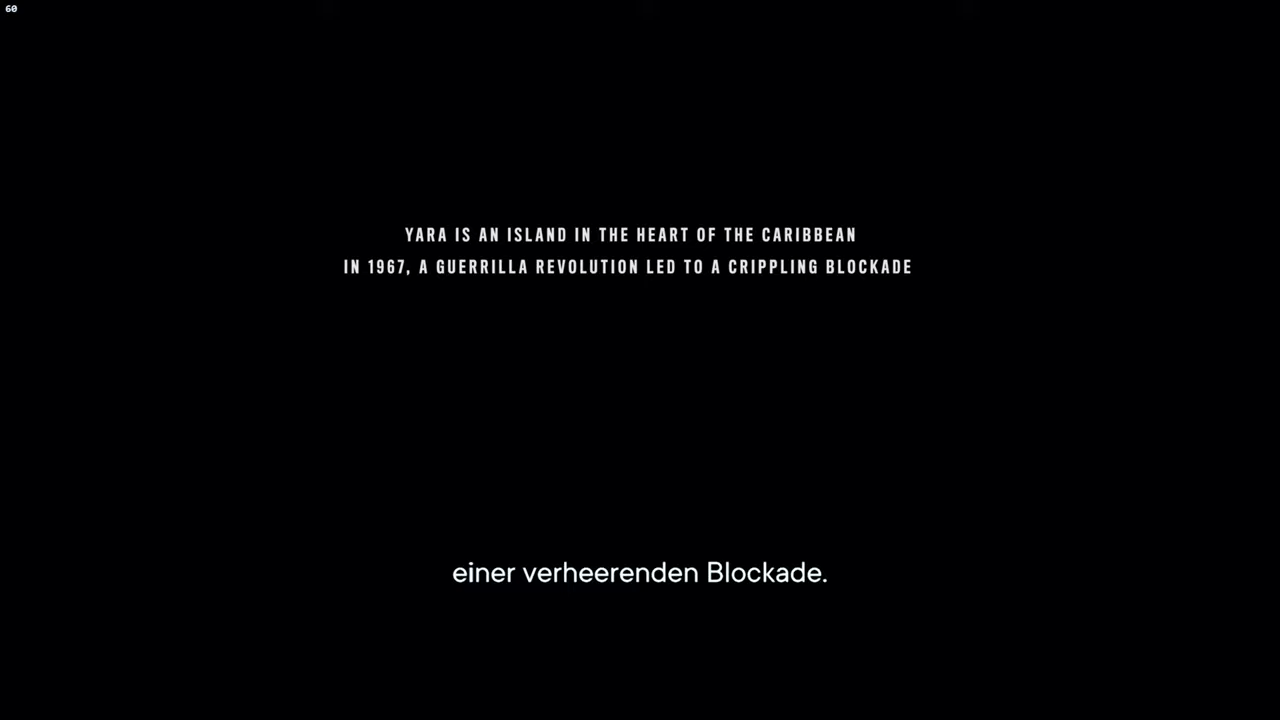 60
YARA IS AN ISLAND IN THE HEART OF THE CARIBBEAN
IN 1967, A GUERRILLA REVOLUTION LED TO A CRIPPLING BLOCKADE
einer verheerenden Blockade.